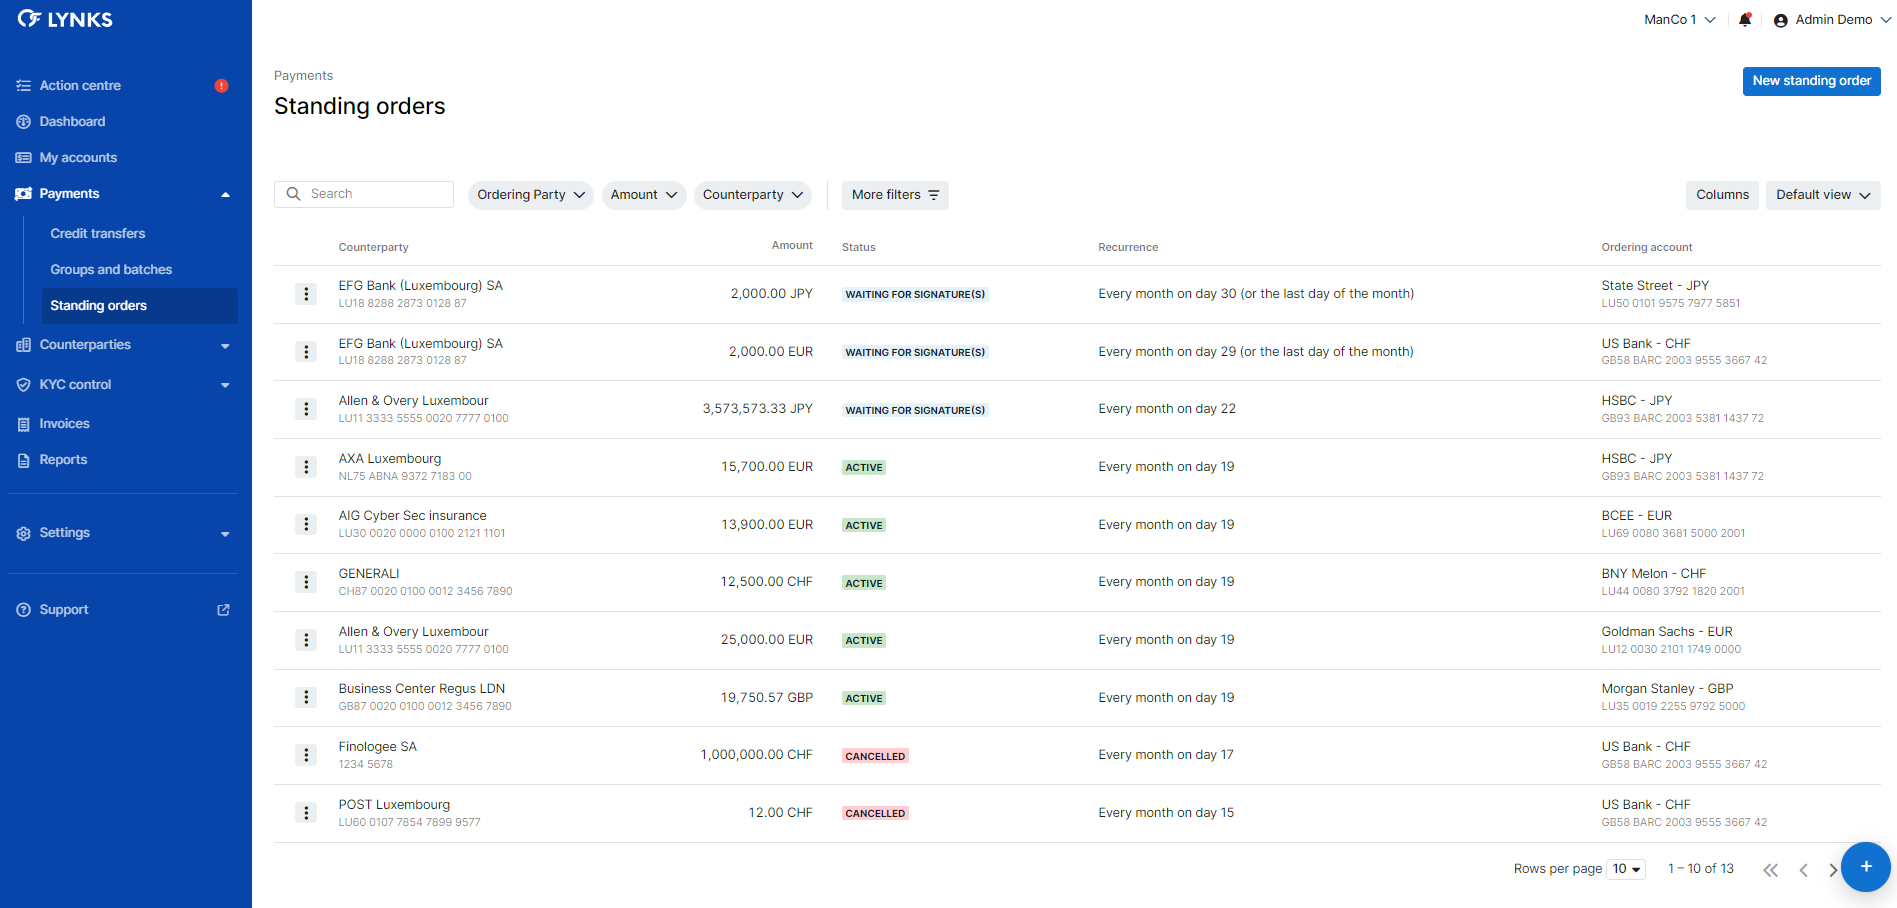 LYNKS
ManCo 1
Admin Demo
Action centre
!
Dashboard
My accounts
Payments
Credit transfers
Groups and batches
Standing orders
Counterparties
KYC control
Invoices
Reports
Settings
Support
Payments
Standing orders
New standing order
Search
Ordering Party
Amount
Counterparty
More filters
Columns
Default view
Counterparty Amount Status Recurrence Ordering account
EFG Bank (Luxembourg) SA
LU18 8288 2873 0128 87
2,000.00 JPY
WAITING FOR SIGNATURE(S)
Every month on day 30 (or the last day of the month)
State Street - JPY
LU50 0101 9575 7977 5851
EFG Bank (Luxembourg) SA
LU18 8288 2873 0128 87
2,000.00 EUR
WAITING FOR SIGNATURE(S)
Every month on day 29 (or the last day of the month)
US Bank - CHF
GB58 BARC 2003 9555 3667 42
Allen & Overy Luxembour
LU11 3333 5555 0020 7777 0100
3,573,573.33 JPY
WAITING FOR SIGNATURE(S)
Every month on day 22
HSBC - JPY
GB93 BARC 2003 5381 1437 72
AXA Luxembourg
NL75 ABNA 9372 7183 00
15,700.00 EUR
ACTIVE
Every month on day 19
HSBC - JPY
GB93 BARC 2003 5381 1437 72
AIG Cyber Sec insurance
LU30 0020 0000 0100 2121 1101
13,900.00 EUR
ACTIVE
Every month on day 19
BCEE - EUR
LU69 0080 3681 5000 2001
GENERALI
CH87 0020 0100 0012 3456 7890
12,500.00 CHF
ACTIVE
Every month on day 19
BNY Melon - CHF
LU44 0080 3792 1820 2001
Allen & Overy Luxembour
LU11 3333 5555 0020 7777 0100
25,000.00 EUR
ACTIVE
Every month on day 19
Goldman Sachs - EUR
LU12 0030 2101 1749 0000
Business Center Regus LDN
GB87 0020 0100 0012 3456 7890
19,750.57 GBP
ACTIVE
Every month on day 19
Morgan Stanley - GBP
LU35 0019 2255 9792 5000
Finologee SA
1234 5678
1,000,000.00 CHF
CANCELLED
Every month on day 17
US Bank - CHF
GB58 BARC 2003 9555 3667 42
POST Luxembourg
LU60 0107 7854 7899 9577
12.00 CHF
CANCELLED
Every month on day 15
US Bank - CHF
GB58 BARC 2003 9555 3667 42
Rows per page 10 1 – 10 of 13
+